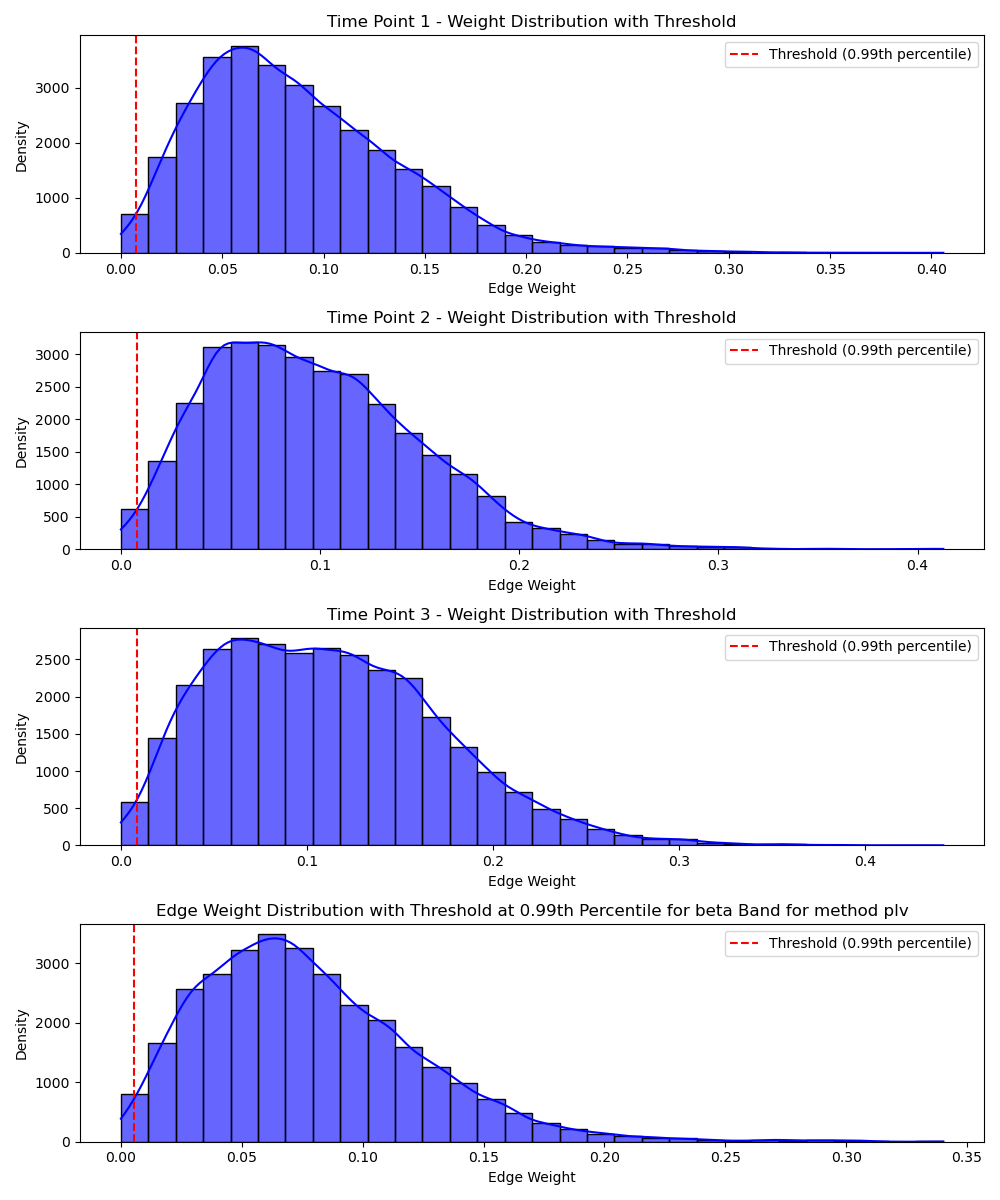 Time Point 1 - Weight Distribution with Threshold
Threshold (0.99th percentile)
Density
3000
2000
1000
0
0.00 0.05 0.10 0.15 0.20 0.25 0.30 0.35 0.40
Edge Weight
Time Point 2 - Weight Distribution with Threshold
Threshold (0.99th percentile)
Density
3000
2500
2000
1500
1000
500
0
0.0 0.1 0.2 0.3 0.4
Edge Weight
Time Point 3 - Weight Distribution with Threshold
Threshold (0.99th percentile)
Density
2500
2000
1500
1000
500
0
0.0 0.1 0.2 0.3 0.4
Edge Weight
Edge Weight Distribution with Threshold at 0.99th Percentile for beta Band for method plv
Threshold (0.99th percentile)
Density
3000
2000
1000
0
0.00 0.05 0.10 0.15 0.20 0.25 0.30 0.35
Edge Weight